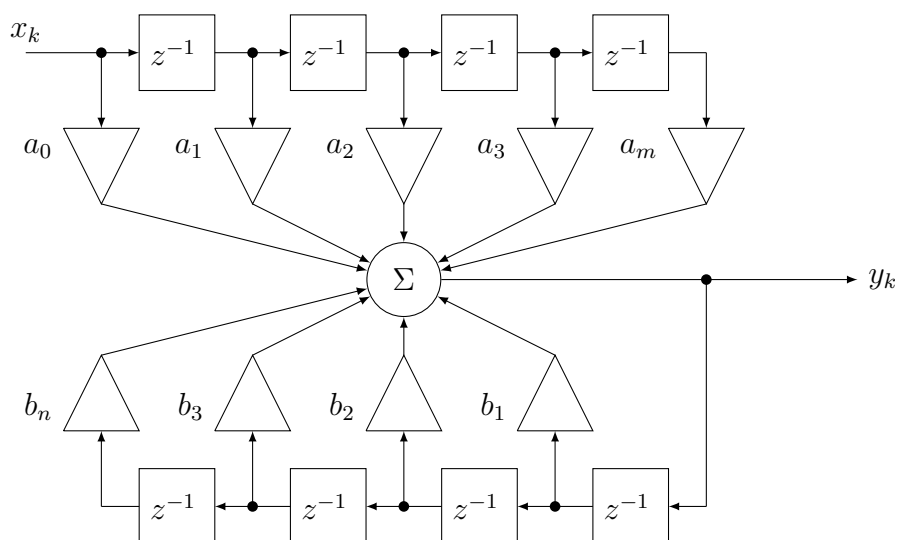 x_k
z^{-1} z^{-1} z^{-1} z^{-1}
a_0 a_1 a_2 a_3 a_m
Σ
y_k
b_n b_3 b_2 b_1
z^{-1} z^{-1} z^{-1} z^{-1}